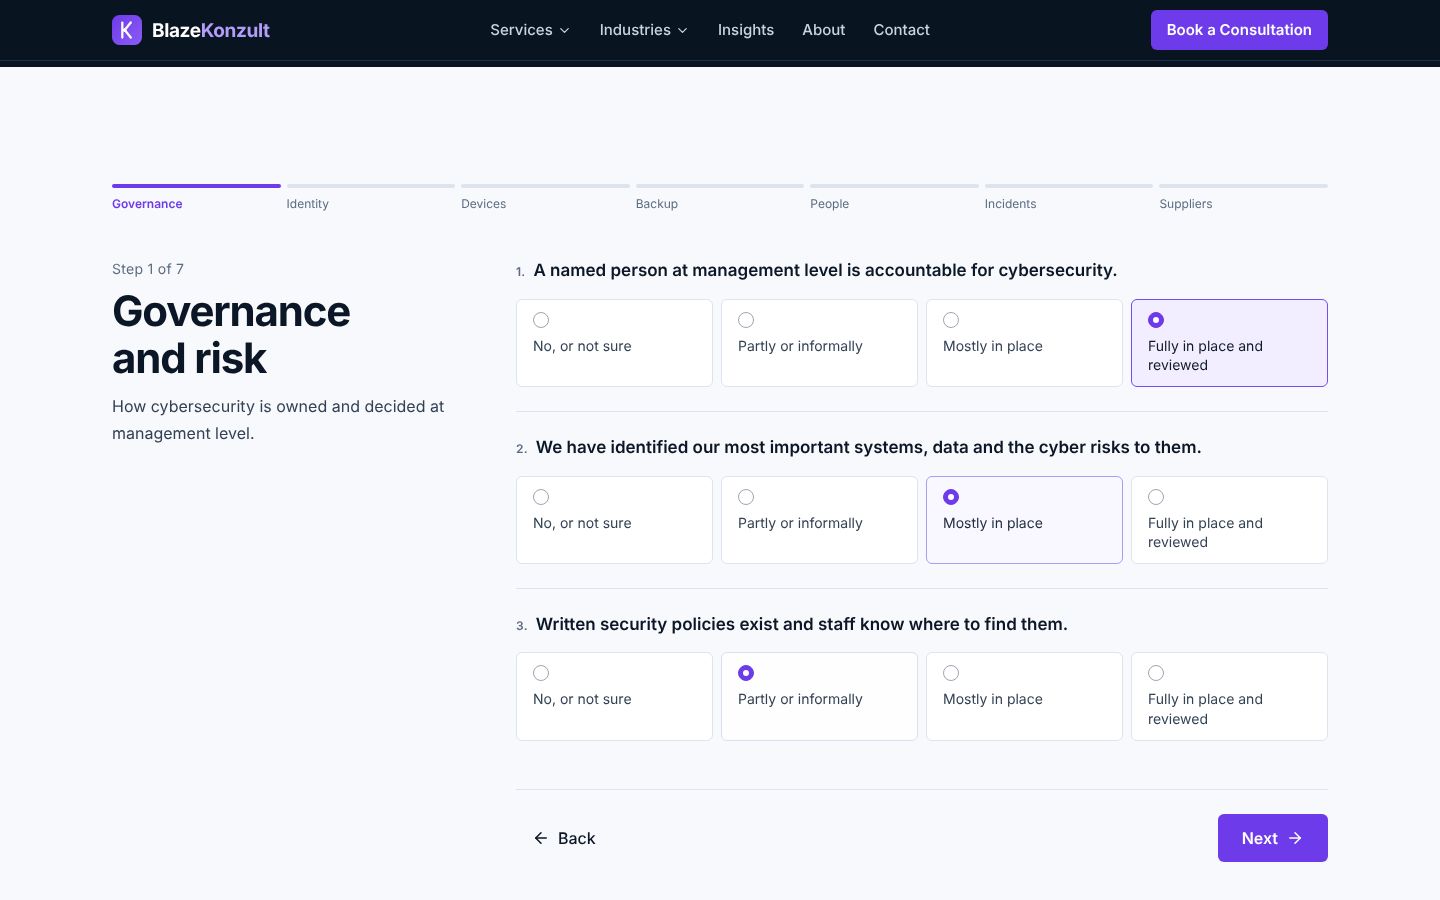 BlazeKonzult
Services
Industries
Insights
About
Contact
Book a Consultation
Governance
Identity
Devices
Backup
People
Incidents
Suppliers
Step 1 of 7
Governance
and risk
How cybersecurity is owned and decided at
management level.
1. A named person at management level is accountable for cybersecurity.
No, or not sure
Partly or informally
Mostly in place
Fully in place and
reviewed
2. We have identified our most important systems, data and the cyber risks to them.
No, or not sure
Partly or informally
Mostly in place
Fully in place and
reviewed
3. Written security policies exist and staff know where to find them.
No, or not sure
Partly or informally
Mostly in place
Fully in place and
reviewed
Back
Next